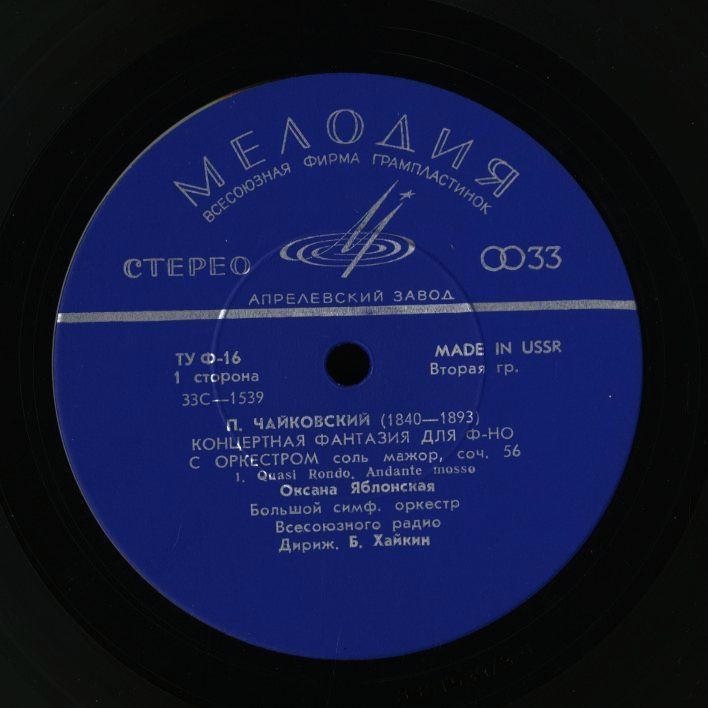 МЕЛОДИЯ
ВСЕСОЮЗНАЯ ФИРМА ГРАМПЛАСТИНОК
СТЕРЕО
33
АПРЕЛЕВСКИЙ ЗАВОД
ТУ Ф-16
MADE IN USSR
1 сторона
Вторая гр.
33С—1539
П. ЧАЙКОВСКИЙ (1840—1893)
КОНЦЕРТНАЯ ФАНТАЗИЯ ДЛЯ Ф-НО
С ОРКЕСТРОМ соль мажор, соч. 56
1. Quasi Rondo. Andante mosso
Оксана Яблонская
Большой симф. оркестр
Всесоюзного радио
Дириж. Б. Хайкин